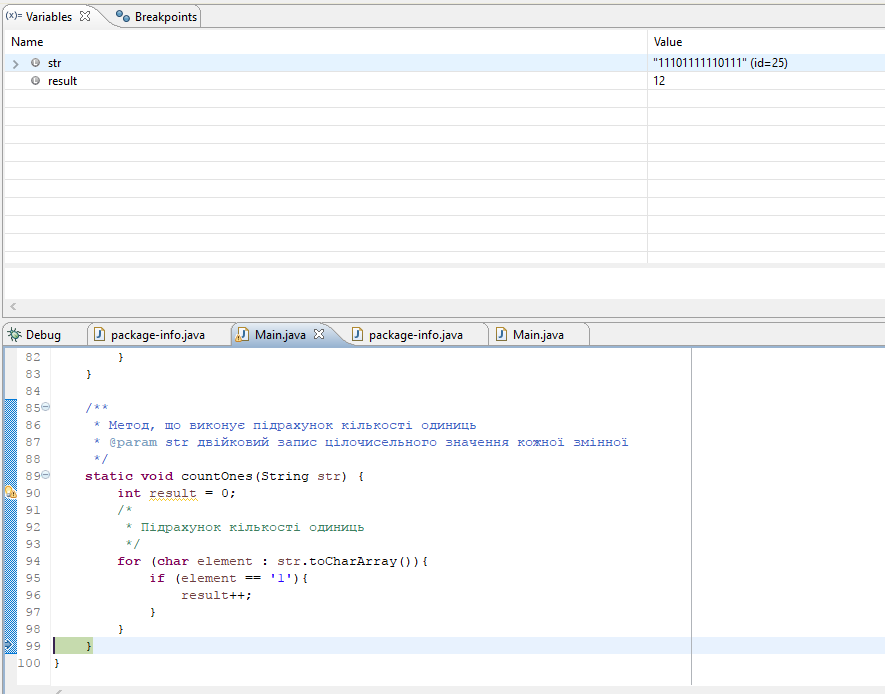 (x)= Variables Breakpoints
Name Value
str "11101111110111" (id=25)
result 12
Debug package-info.java Main.java package-info.java Main.java
82 }
83 }
84
85 /**
86 * Метод, що виконує підрахунок кількості одиниць
87 * @param str двійковий запис цілочисельного значення кожної змінної
88 */
89 static void countOnes(String str) {
90 int result = 0;
91 /*
92 * Підрахунок кількості одиниць
93 */
94 for (char element : str.toCharArray()){
95 if (element == '1'){
96 result++;
97 }
98 }
99 }
100 }